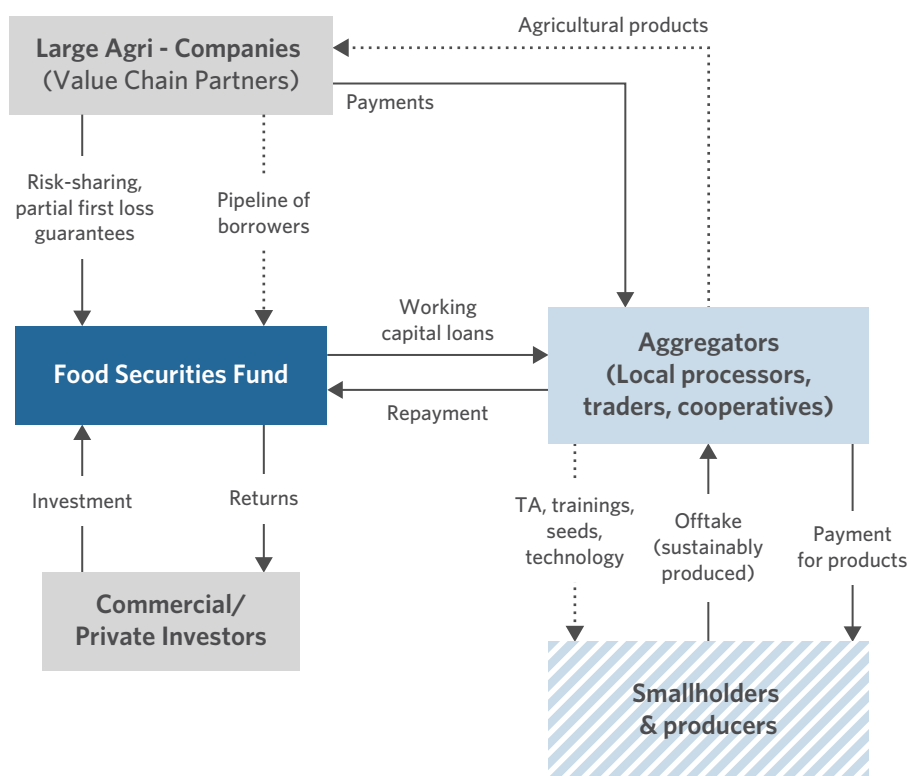 Agricultural products
Large Agri - Companies
(Value Chain Partners)
Payments
Risk-sharing,
partial first loss
guarantees
Pipeline of
borrowers
Working
capital loans
Food Securities Fund
Aggregators
(Local processors,
traders, cooperatives)
Repayment
Investment
Returns
TA, trainings,
seeds,
technology
Offtake
(sustainably
produced)
Payment
for products
Commercial/
Private Investors
Smallholders
& producers